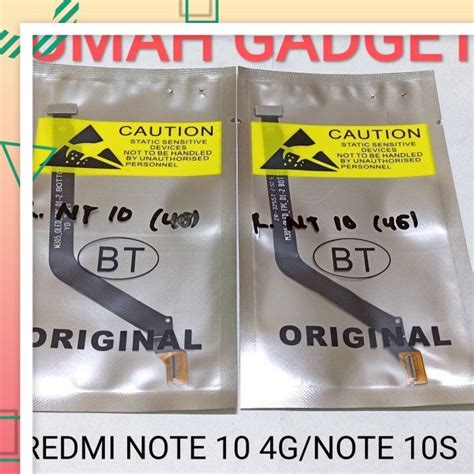 UMAH GADGET
CAUTION
STATIC SENSITIVE
DEVICES
NOT TO BE HANDLED
BY UNAUTHORISED
PERSONNEL
R. NT 10 (4G)
BT
ORIGINAL
CAUTION
STATIC SENSITIVE
DEVICES
NOT TO BE HANDLED
BY UNAUTHORISED
PERSONNEL
R. NT 10 (4G)
BT
ORIGINAL
REDMI NOTE 10 4G/NOTE 10S